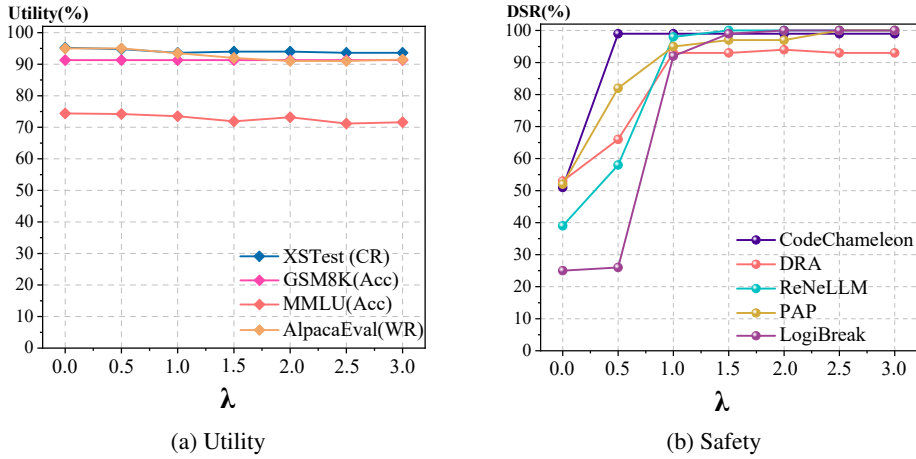 Utility(%)
100
90
80
70
60
50
40
30
20
10
0
XSTest (CR)
GSM8K(Acc)
MMLU(Acc)
AlpacaEval(WR)
0.0 0.5 1.0 1.5 2.0 2.5 3.0
λ
(a) Utility
DSR(%)
100
90
80
70
60
50
40
30
20
10
0
CodeChameleon
DRA
ReNeLLM
PAP
LogiBreak
0.0 0.5 1.0 1.5 2.0 2.5 3.0
λ
(b) Safety